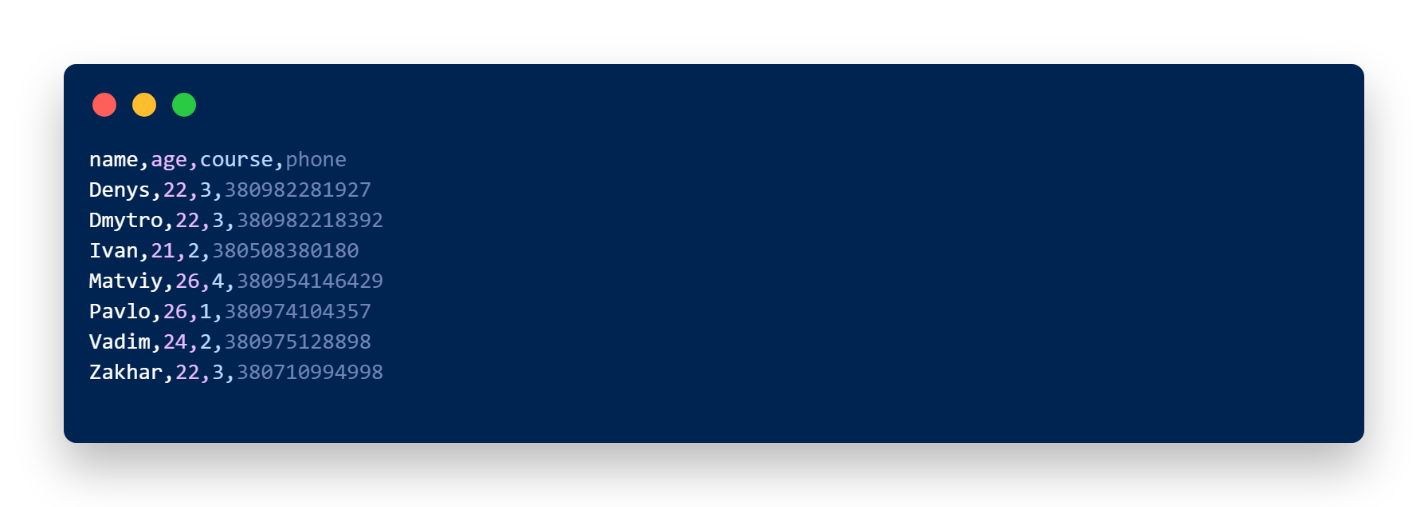 name,age,course,phone
Denys,22,3,380982281927
Dmytro,22,3,380982218392
Ivan,21,2,380508380180
Matviy,26,4,380954146429
Pavlo,26,1,380974104357
Vadim,24,2,380975128898
Zakhar,22,3,380710994998